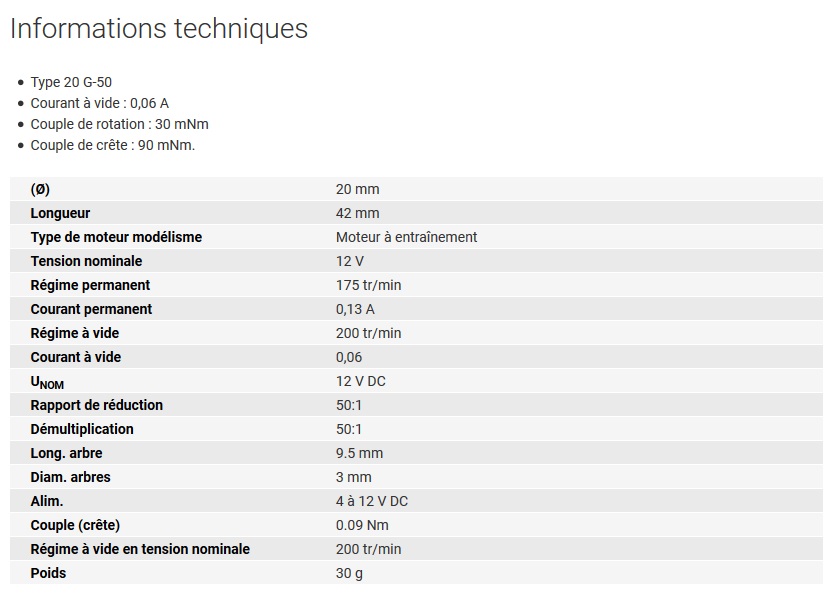 Informations techniques
Type 20 G-50
Courant à vide : 0,06 A
Couple de rotation : 30 mNm
Couple de crête : 90 mNm.
(Ø) 20 mm
Longueur 42 mm
Type de moteur modélisme Moteur à entraînement
Tension nominale 12 V
Régime permanent 175 tr/min
Courant permanent 0,13 A
Régime à vide 200 tr/min
Courant à vide 0,06
UNOM 12 V DC
Rapport de réduction 50:1
Démultiplication 50:1
Long. arbre 9.5 mm
Diam. arbres 3 mm
Alim. 4 à 12 V DC
Couple (crête) 0.09 Nm
Régime à vide en tension nominale 200 tr/min
Poids 30 g